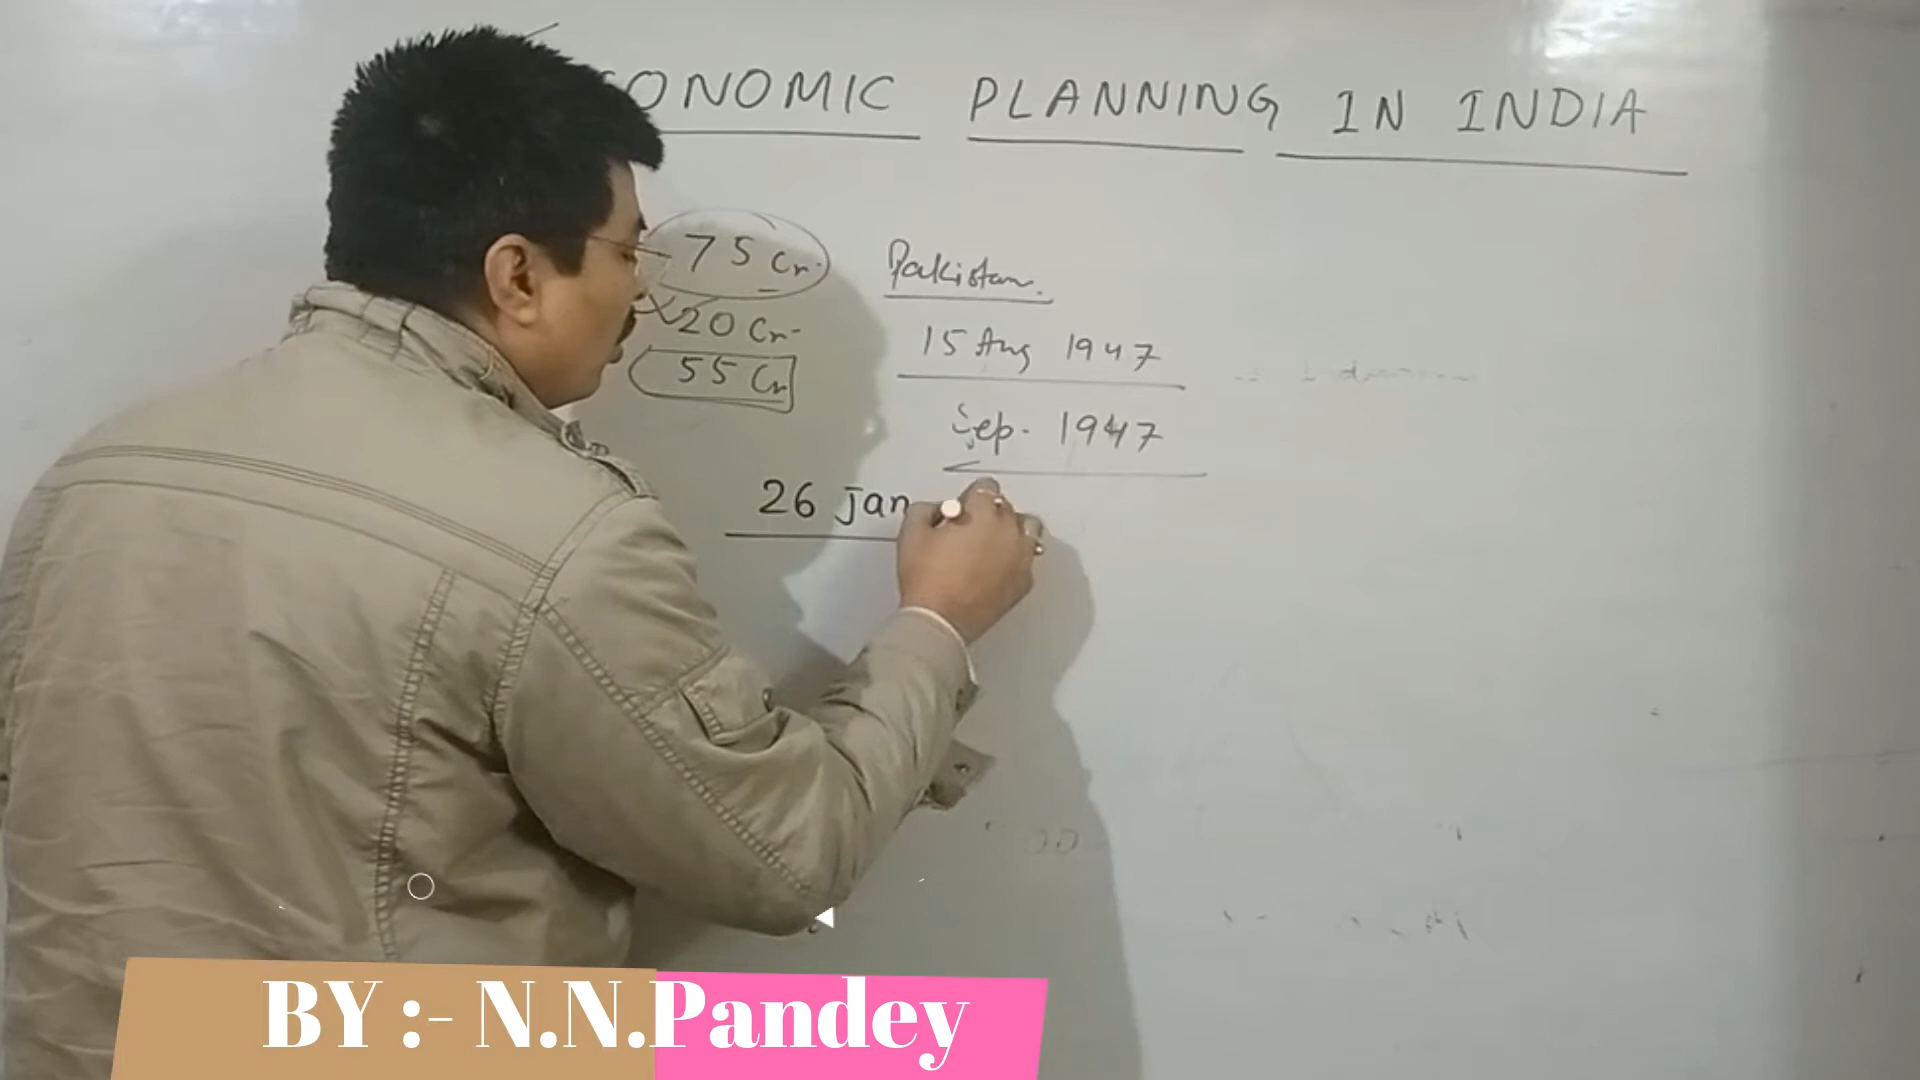 ONOMIC PLANNING IN INDIA
75 Cr.
20 Cr.
55 Cr
Pakistan.
15 Aug 1947
Sep. 1947
26 Jan
BY :- N.N.Pandey